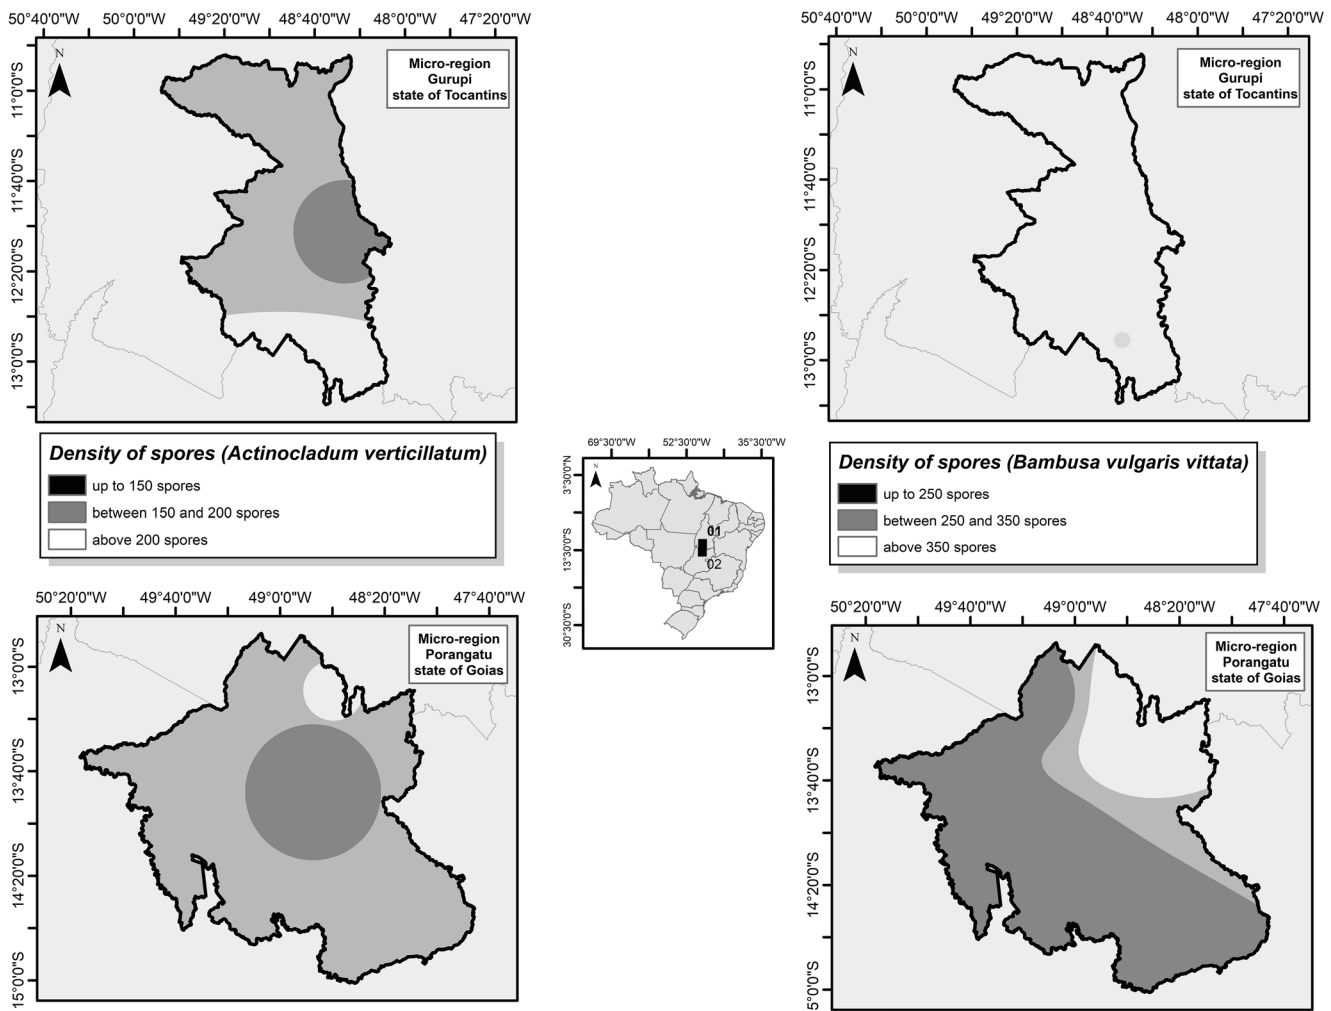 50°40'0"W 50°0'0"W 49°20'0"W 48°40'0"W 48°0'0"W 47°20'0"W
N
Micro-region
Gurupi
state of Tocantins
11°0'0"S
11°40'0"S
12°20'0"S
13°0'0"S
50°40'0"W 50°0'0"W 49°20'0"W 48°40'0"W 48°0'0"W 47°20'0"W
N
Micro-region
Gurupi
state of Tocantins
11°0'0"S
11°40'0"S
12°20'0"S
13°0'0"S
Density of spores (Actinocladum verticillatum)
up to 150 spores
between 150 and 200 spores
above 200 spores
69°30'0"W 52°30'0"W 35°30'0"W
N
3°30'0"N
13°30'0"S
30°30'0"S
01
02
Density of spores (Bambusa vulgaris vittata)
up to 250 spores
between 250 and 350 spores
above 350 spores
50°20'0"W 49°40'0"W 49°0'0"W 48°20'0"W 47°40'0"W
N
Micro-region
Porangatu
state of Goias
13°0'0"S
13°40'0"S
14°20'0"S
15°0'0"S
50°20'0"W 49°40'0"W 49°0'0"W 48°20'0"W 47°40'0"W
N
Micro-region
Porangatu
state of Goias
13°0'0"S
13°40'0"S
14°20'0"S
5°0'0"S